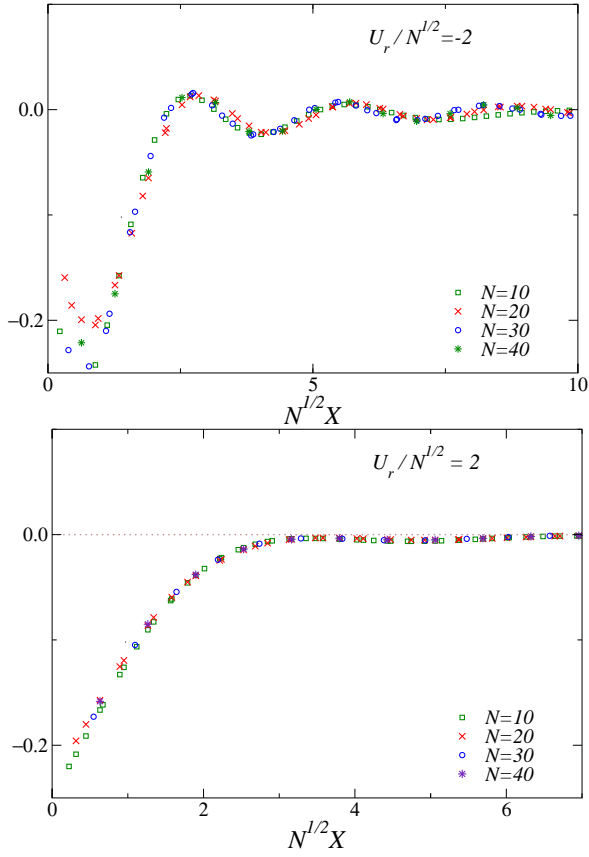 U_r / N^{1/2} = -2
0.0
−0.2
N=10
N=20
N=30
N=40
0 5 10
N^{1/2}X
U_r / N^{1/2} = 2
0.0
−0.2
N=10
N=20
N=30
N=40
0 2 4 6
N^{1/2}X